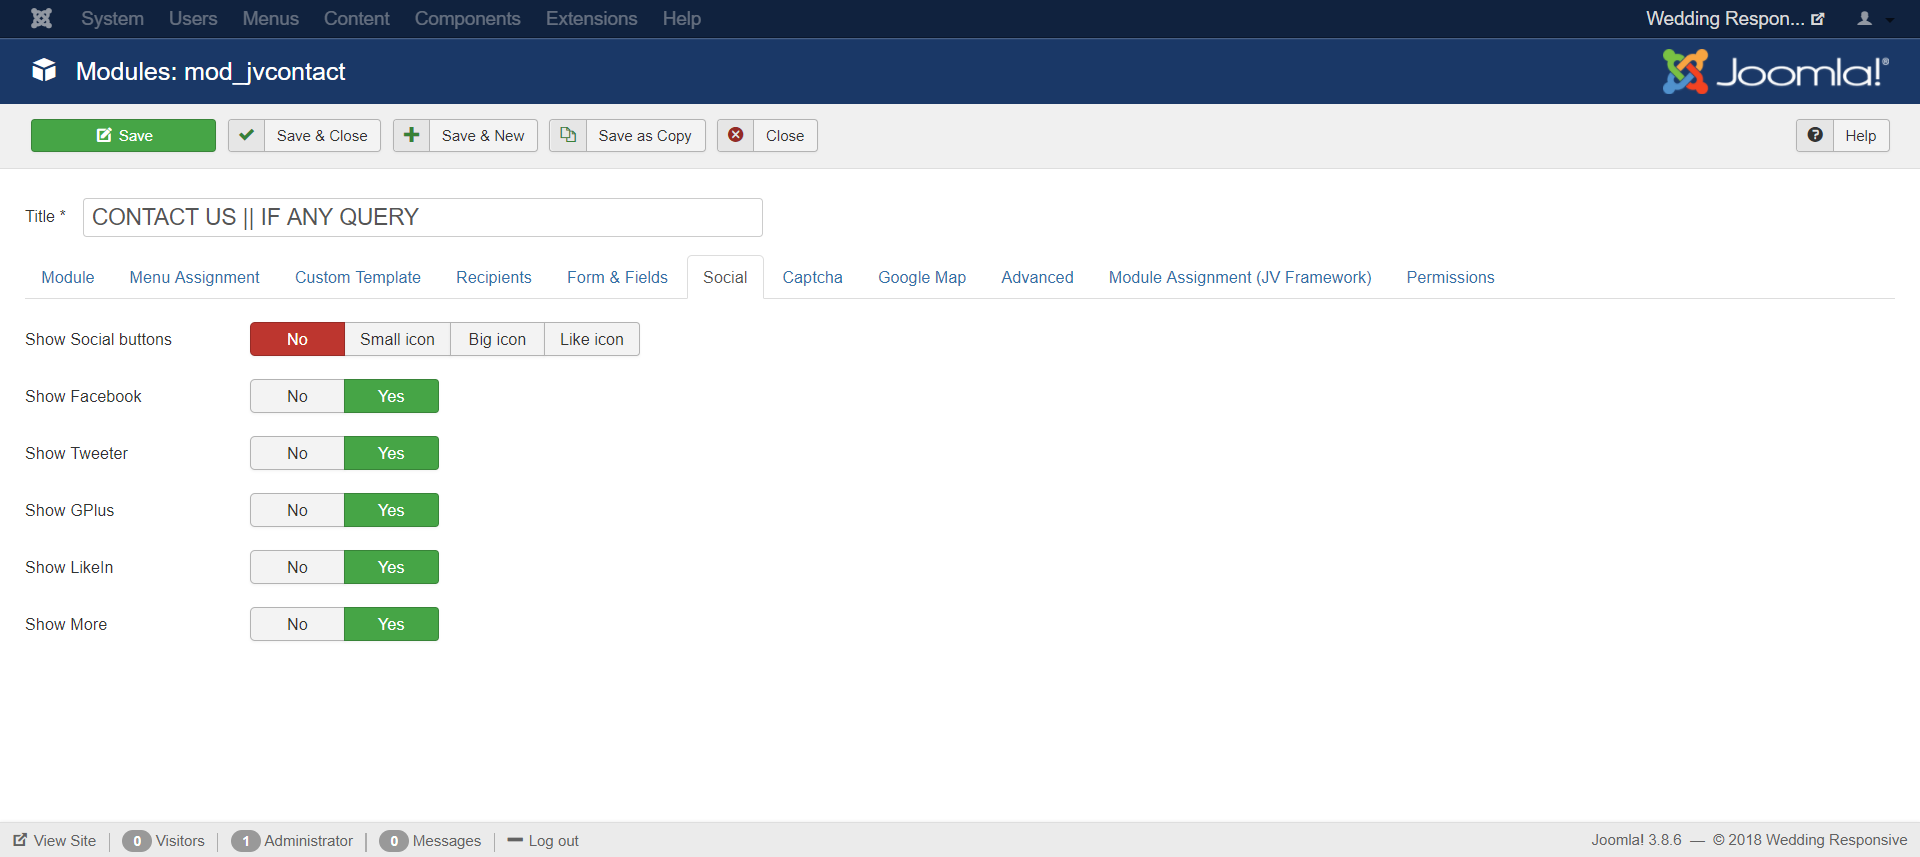 System Users Menus Content Components Extensions Help Wedding Respon...
Modules: mod_jvcontact Joomla!®
Save Save & Close Save & New Save as Copy Close Help
Title * CONTACT US || IF ANY QUERY
Module Menu Assignment Custom Template Recipients Form & Fields Social Captcha Google Map Advanced Module Assignment (JV Framework) Permissions
Show Social buttons No Small icon Big icon Like icon
Show Facebook No Yes
Show Tweeter No Yes
Show GPlus No Yes
Show LikeIn No Yes
Show More No Yes
View Site 0 Visitors 1 Administrator 0 Messages Log out Joomla! 3.8.6 — © 2018 Wedding Responsive